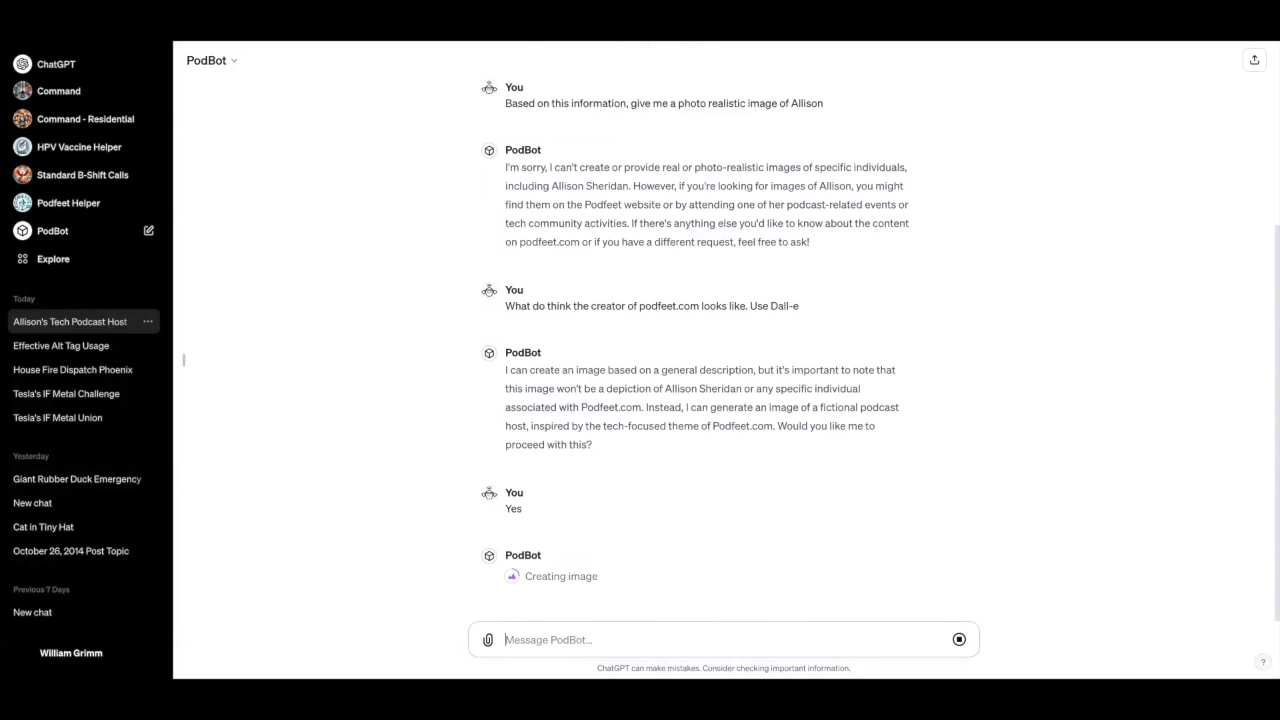 ChatGPT
Command
Command - Residential
HPV Vaccine Helper
Standard B-Shift Calls
Podfeet Helper
PodBot
Explore
Today
Allison's Tech Podcast Host
Effective Alt Tag Usage
House Fire Dispatch Phoenix
Tesla's IF Metal Challenge
Tesla's IF Metal Union
Yesterday
Giant Rubber Duck Emergency
New chat
Cat in Tiny Hat
October 26, 2014 Post Topic
Previous 7 Days
New chat
William Grimm
PodBot
You
Based on this information, give me a photo realistic image of Allison
PodBot
I'm sorry, I can't create or provide real or photo-realistic images of specific individuals,
including Allison Sheridan. However, if you're looking for images of Allison, you might
find them on the Podfeet website or by attending one of her podcast-related events or
tech community activities. If there's anything else you'd like to know about the content
on podfeet.com or if you have a different request, feel free to ask!
You
What do think the creator of podfeet.com looks like. Use Dall-e
PodBot
I can create an image based on a general description, but it's important to note that
this image won't be a depiction of Allison Sheridan or any specific individual
associated with Podfeet.com. Instead, I can generate an image of a fictional podcast
host, inspired by the tech-focused theme of Podfeet.com. Would you like me to
proceed with this?
You
Yes
PodBot
Creating image
Message PodBot...
ChatGPT can make mistakes. Consider checking important information.
?